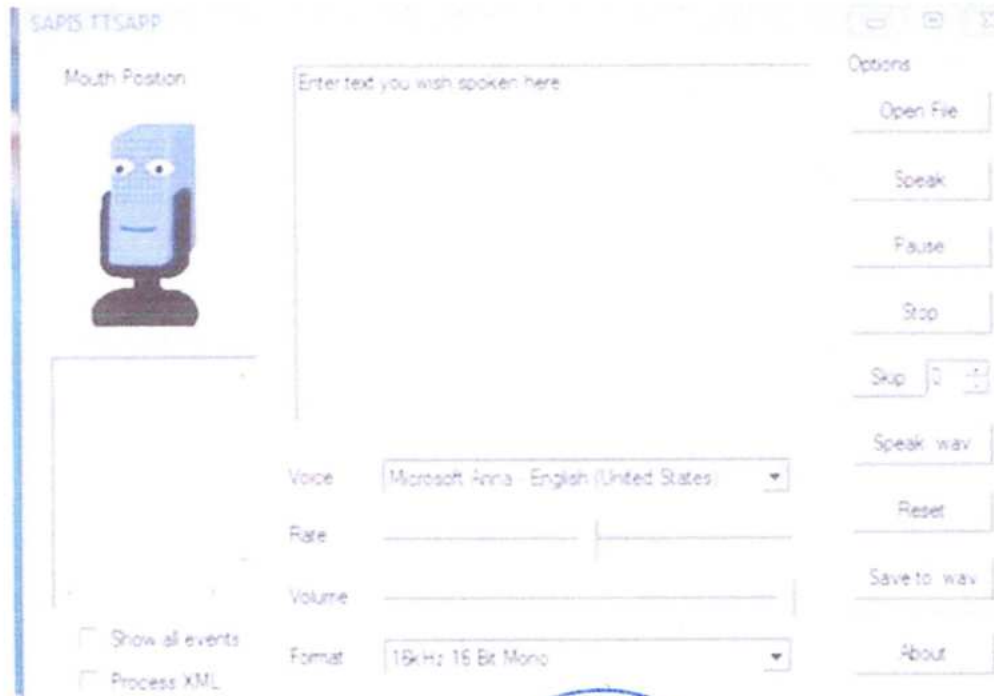 SAPI5 TTSAPP
Mouth Position
Enter text you wish spoken here
Options
Open File
Speak
Pause
Stop
Skip 0
Speak wav
Reset
Save to wav
About
Voice Microsoft Anna - English (United States)
Rate
Volume
Format 16kHz 16 Bit Mono
Show all events
Process XML